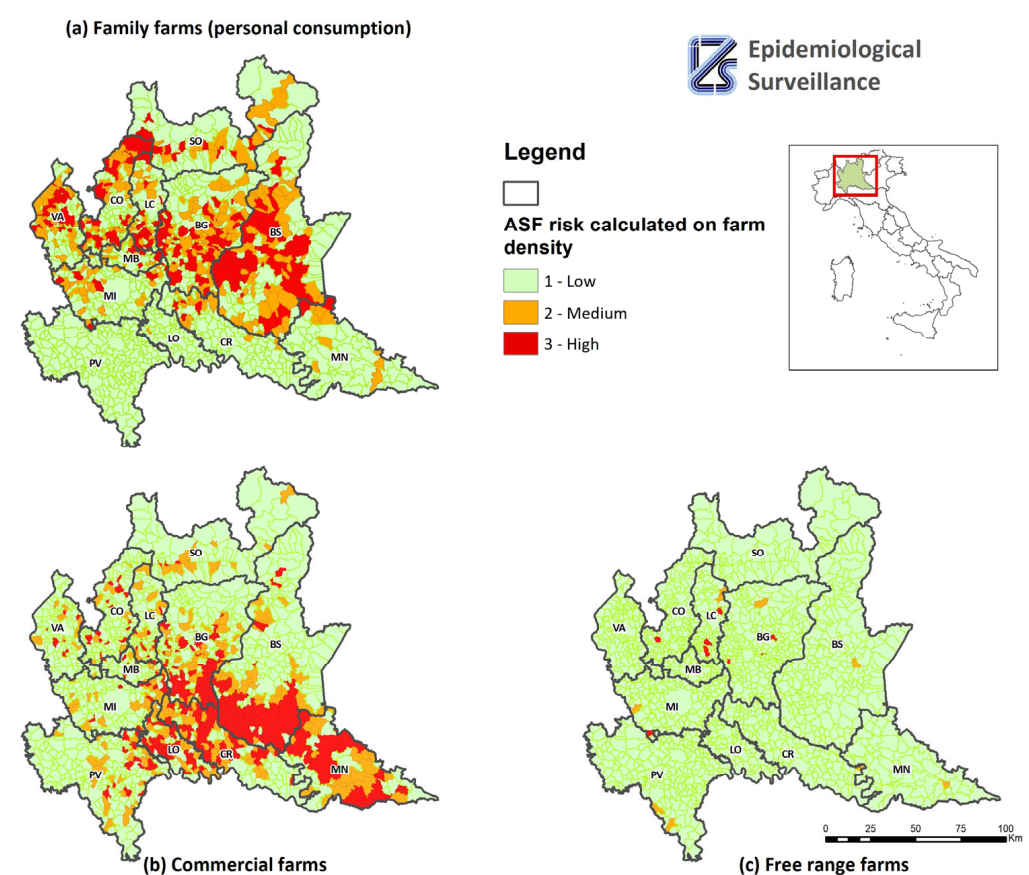 (a) Family farms (personal consumption)
Epidemiological
Surveillance
Legend
ASF risk calculated on farm
density
1 - Low
2 - Medium
3 - High
SO
CO
LC
VA
BG
BS
MB
MI
LO
CR
MN
PV
SO
CO
LC
VA
BG
BS
MB
MI
LO
CR
MN
PV
SO
CO
LC
VA
BG
BS
MB
MI
LO
CR
MN
PV
0 25 50 75 100
Km
(b) Commercial farms
(c) Free range farms